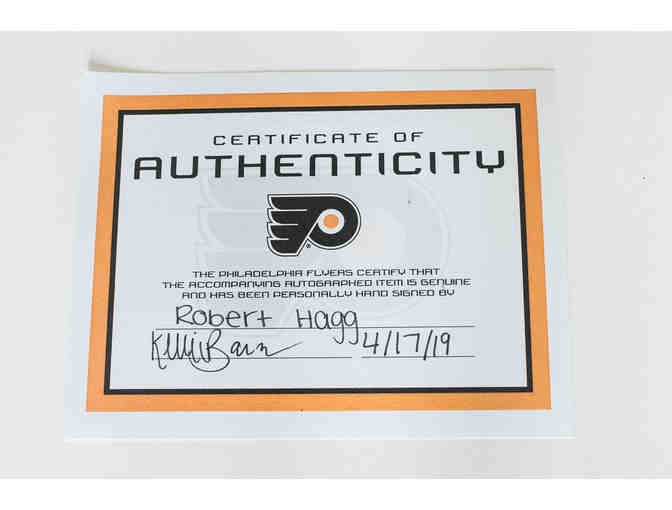 CERTIFICATE OF
AUTHENTICITY
THE PHILADELPHIA FLYERS CERTIFY THAT
THE ACCOMPANYING AUTOGRAPHED ITEM IS GENUINE
AND HAS BEEN PERSONALLY HAND SIGNED BY
Robert Hagg
4/17/19